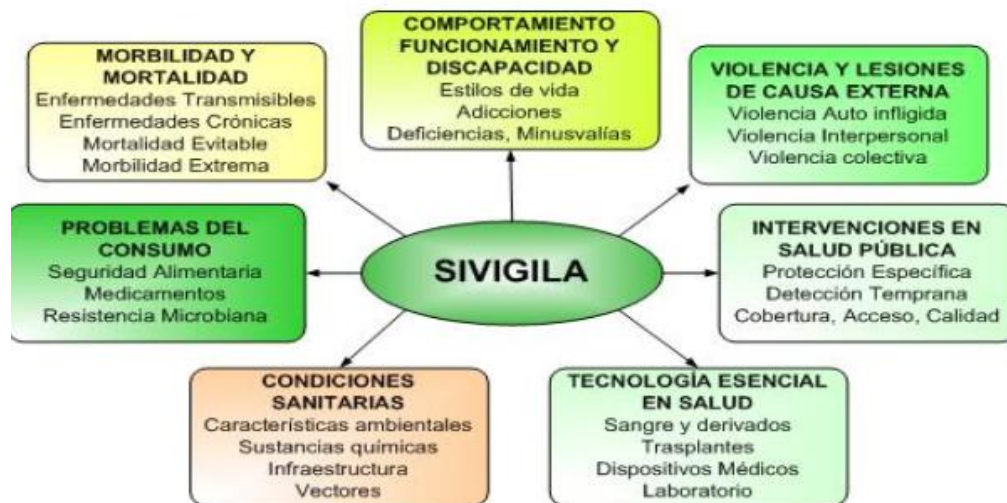 MORBILIDAD Y
MORTALIDAD
Enfermedades Transmisibles
Enfermedades Crónicas
Mortalidad Evitable
Morbilidad Extrema
COMPORTAMIENTO
FUNCIONAMIENTO Y
DISCAPACIDAD
Estilos de vida
Adicciones
Deficiencias, Minusvalías
VIOLENCIA Y LESIONES
DE CAUSA EXTERNA
Violencia Auto infligida
Violencia Interpersonal
Violencia colectiva
PROBLEMAS DEL
CONSUMO
Seguridad Alimentaria
Medicamentos
Resistencia Microbiana
SIVIGILA
INTERVENCIONES EN
SALUD PÚBLICA
Protección Específica
Detección Temprana
Cobertura, Acceso, Calidad
CONDICIONES
SANITARIAS
Características ambientales
Sustancias químicas
Infraestructura
Vectores
TECNOLOGÍA ESENCIAL
EN SALUD
Sangre y derivados
Trasplantes
Dispositivos Médicos
Laboratorio